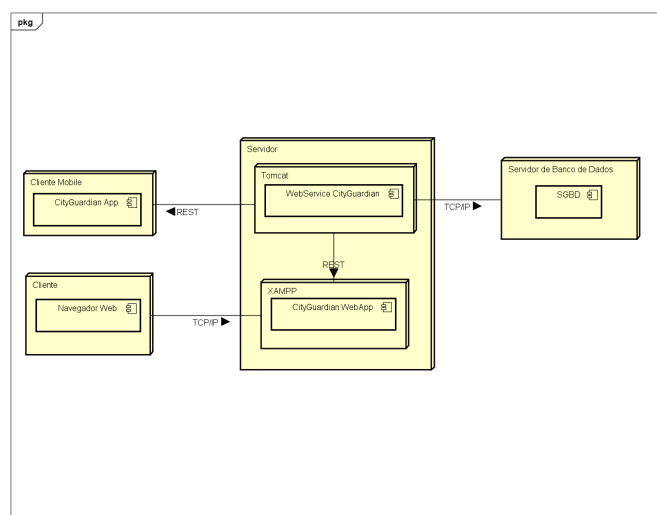 pkg
Servidor
Tomcat
WebService CityGuardian
Cliente Mobile
CityGuardian App
REST
Servidor de Banco de Dados
SGBD
TCP/IP
REST
Cliente
Navegador Web
TCP/IP
XAMPP
CityGuardian WebApp